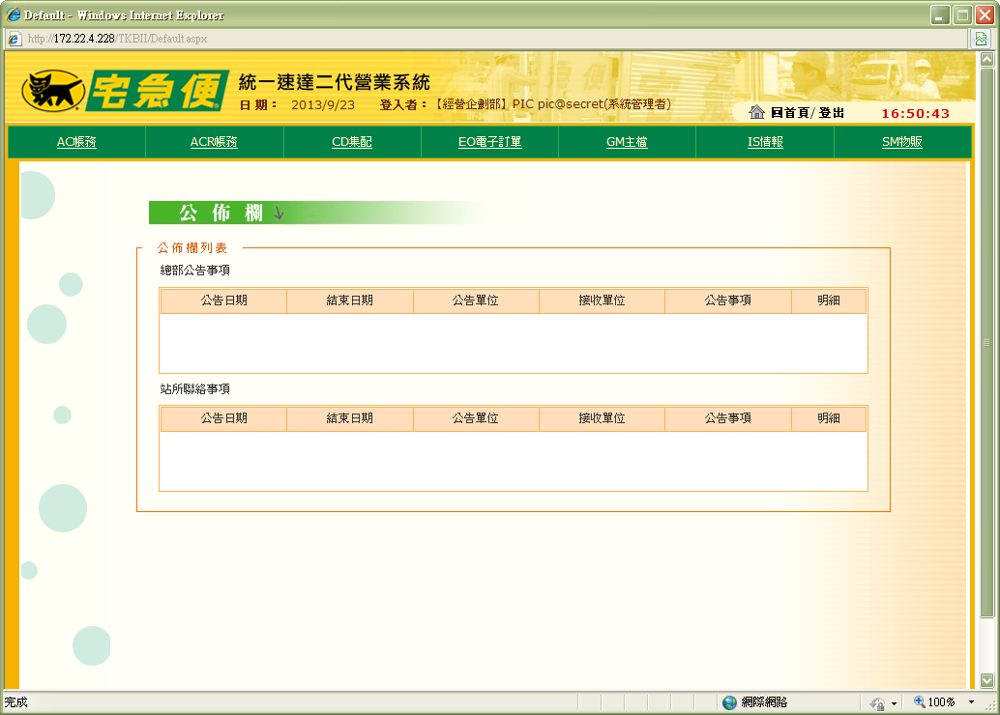 Default - Windows Internet Explorer
http://172.22.4.228/TKBII/Default.aspx
宅急便
統一速達二代營業系統
日 期： 2013/9/23 登入者：【經營企劃部】PIC pic@secret(系統管理者)
回首頁/ 登出 16:50:43
AC帳務 ACR帳務 CD集配 EO電子訂單 GM主檔 IS情報 SM物販
公 佈 欄
公佈欄列表
總部公告事項
公告日期 結束日期 公告單位 接收單位 公告事項 明細
站所聯絡事項
公告日期 結束日期 公告單位 接收單位 公告事項 明細
完成 網際網路 100%